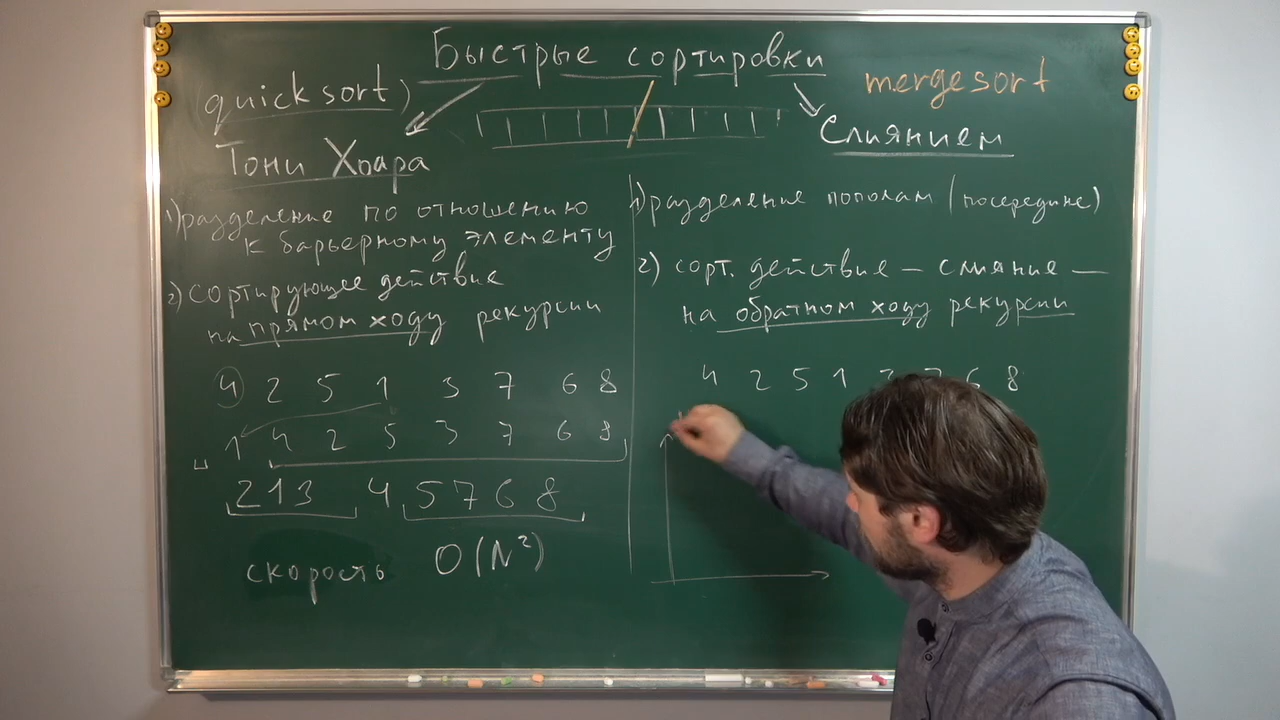 Быстрые сортировки
(quicksort)
Тони Хоара
1) разделение по отношению
к барьерному элементу
2) сортирующее действие
на прямом ходу рекурсии
4 2 5 1 3 7 6 8
1 4 2 5 3 7 6 8
2 1 3 4 5 7 6 8
скорость O(N²)
mergesort
Слиянием
1) разделение пополам (посередине)
2) сорт. действие — слияние —
на обратном ходу рекурсии
4 2 5 1 3 7 6 8